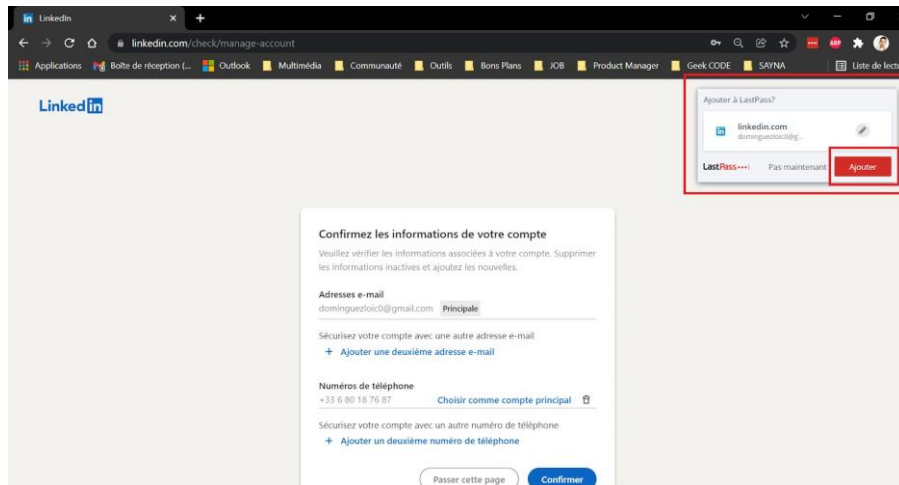 LinkedIn
linkedin.com/check/manage-account
Applications Boîte de réception (... Outlook Multimédia Communauté Outils Bons Plans JOB Product Manager Geek CODE SAYNA Liste de lect
LinkedIn
Ajouter à LastPass?
linkedin.com
dominguezloic0@g...
LastPass Pas maintenant Ajouter
Confirmez les informations de votre compte
Veuillez vérifier les informations associées à votre compte. Supprimer
les informations inactives et ajoutez les nouvelles.
Adresses e-mail
dominguezloic0@gmail.com Principale
Sécurisez votre compte avec une autre adresse e-mail
+ Ajouter une deuxième adresse e-mail
Numéros de téléphone
+33 6 80 18 76 87 Choisir comme compte principal
Sécurisez votre compte avec un autre numéro de téléphone
+ Ajouter un deuxième numéro de téléphone
Passer cette page Confirmer